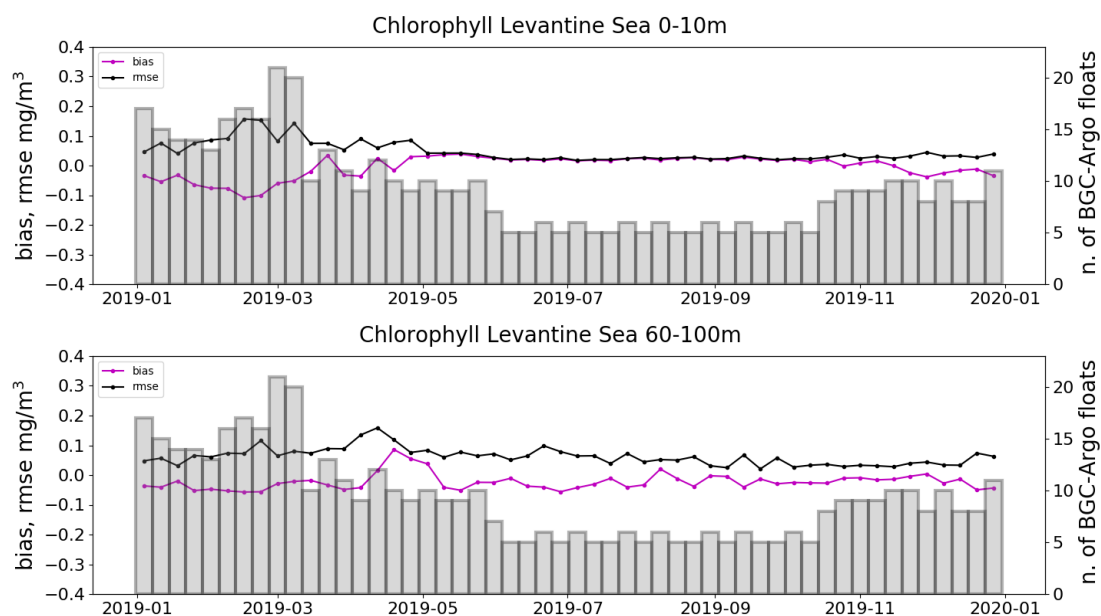 Chlorophyll Levantine Sea 0-10m
bias
rmse
0.4
0.3
0.2
0.1
0.0
−0.1
−0.2
−0.3
−0.4
bias, rmse mg/m³
20
15
10
5
0
n. of BGC-Argo floats
2019-01 2019-03 2019-05 2019-07 2019-09 2019-11 2020-01
Chlorophyll Levantine Sea 60-100m
bias
rmse
0.4
0.3
0.2
0.1
0.0
−0.1
−0.2
−0.3
−0.4
bias, rmse mg/m³
20
15
10
5
0
n. of BGC-Argo floats
2019-01 2019-03 2019-05 2019-07 2019-09 2019-11 2020-01